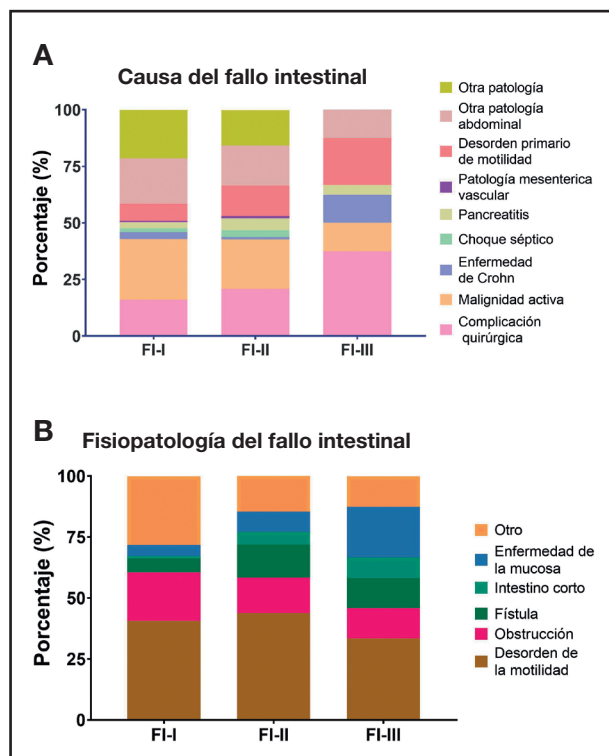 A
Causa del fallo intestinal
Porcentaje (%)
100
75
50
25
0
FI-I
FI-II
FI-III
Otra patología
Otra patología
abdominal
Desorden primario
de motilidad
Patología mesenterica
vascular
Pancreatitis
Choque séptico
Enfermedad
de Crohn
Malignidad activa
Complicación
quirúrgica
B
Fisiopatología del fallo intestinal
Porcentaje (%)
100
75
50
25
0
FI-I
FI-II
FI-III
Otro
Enfermedad de
la mucosa
Intestino corto
Fístula
Obstrucción
Desorden de
la motilidad